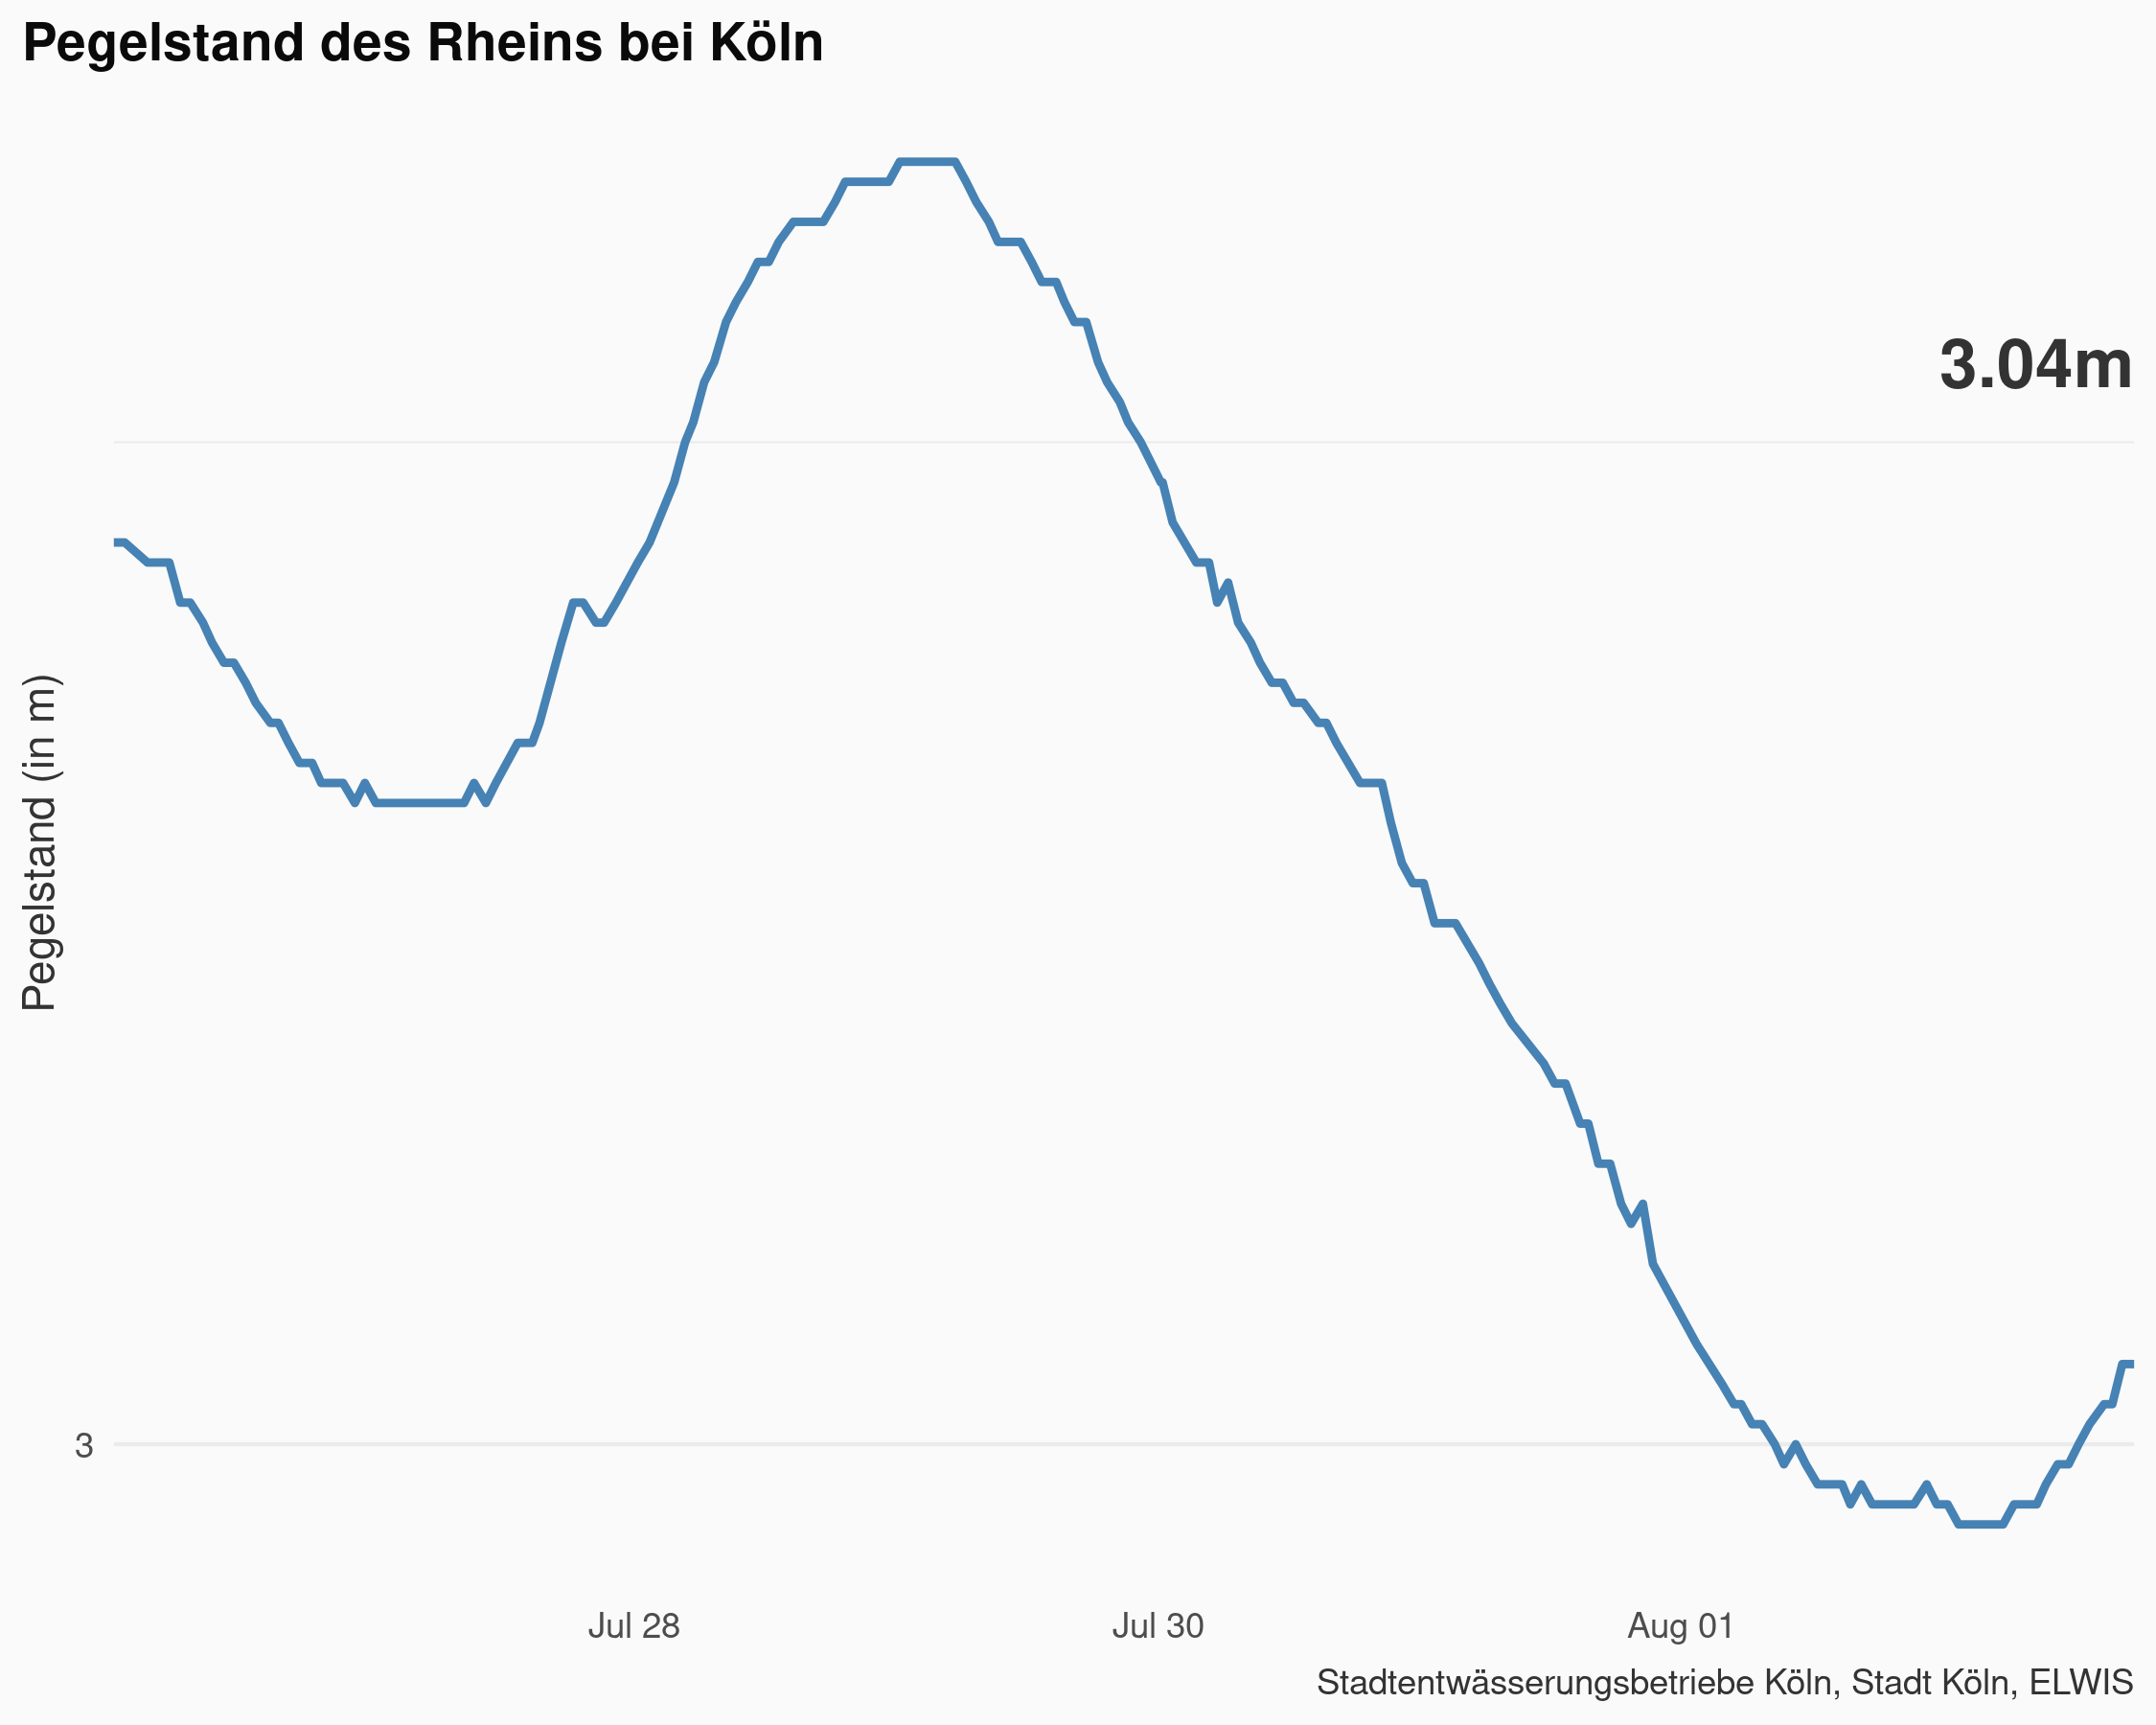 Pegelstand des Rheins bei Köln
3.04m
Pegelstand (in m)
3
Jul 28
Jul 30
Aug 01
Stadtentwässerungsbetriebe Köln, Stadt Köln, ELWIS